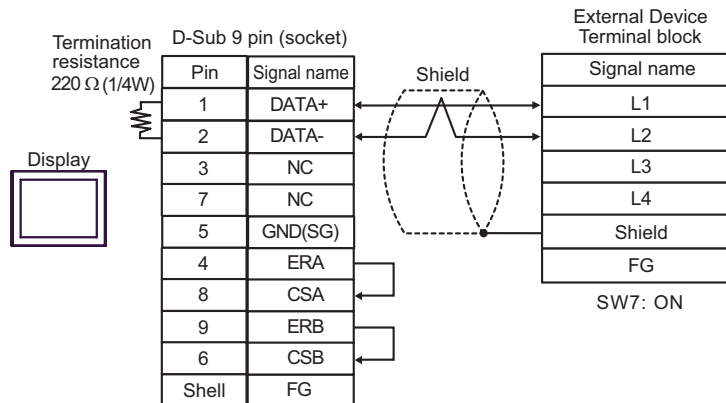 External Device
Terminal block
D-Sub 9 pin (socket)
Termination
resistance
220 Ω (1/4W)
Pin Signal name
Shield
Signal name
1 DATA+ L1
2 DATA- L2
Display
3 NC L3
7 NC L4
5 GND(SG) Shield
4 ERA FG
8 CSA
SW7: ON
9 ERB
6 CSB
Shell FG